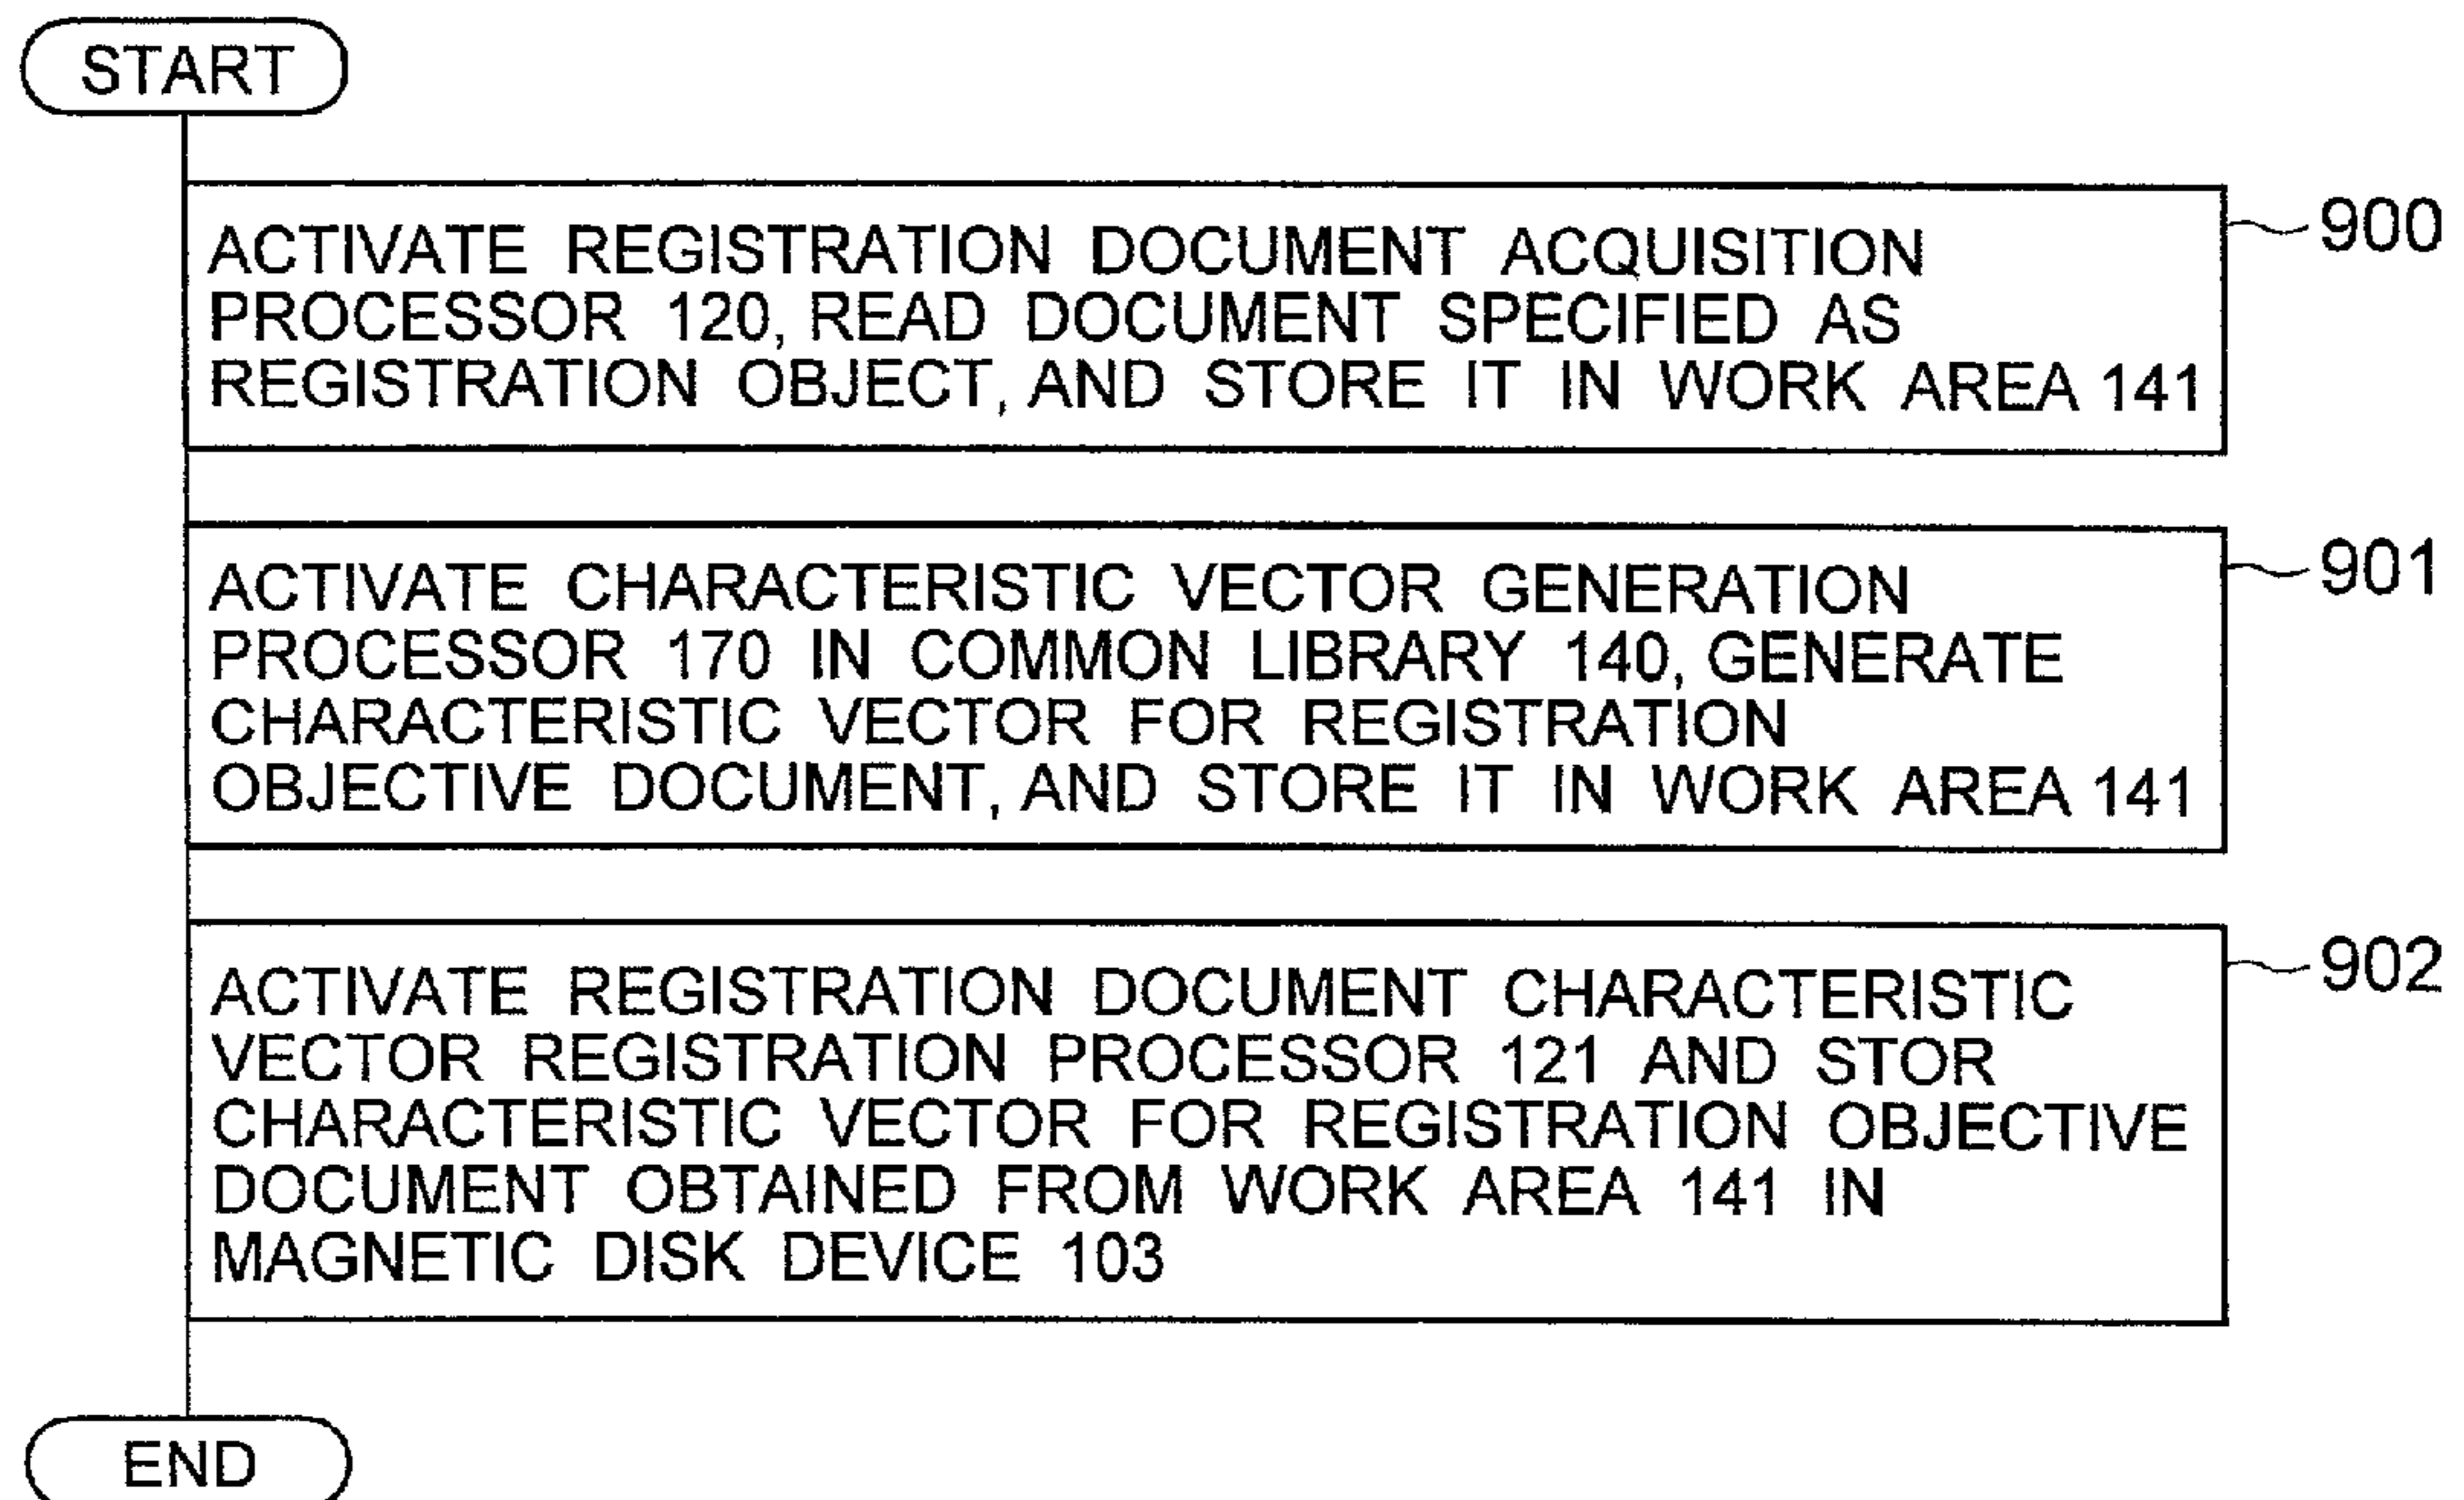 START
ACTIVATE REGISTRATION DOCUMENT ACQUISITION
PROCESSOR 120, READ DOCUMENT SPECIFIED AS
REGISTRATION OBJECT, AND STORE IT IN WORK AREA 141
900
ACTIVATE CHARACTERISTIC VECTOR GENERATION
PROCESSOR 170 IN COMMON LIBRARY 140, GENERATE
CHARACTERISTIC VECTOR FOR REGISTRATION
OBJECTIVE DOCUMENT, AND STORE IT IN WORK AREA 141
901
ACTIVATE REGISTRATION DOCUMENT CHARACTERISTIC
VECTOR REGISTRATION PROCESSOR 121 AND STOR
CHARACTERISTIC VECTOR FOR REGISTRATION OBJECTIVE
DOCUMENT OBTAINED FROM WORK AREA 141 IN
MAGNETIC DISK DEVICE 103
902
END